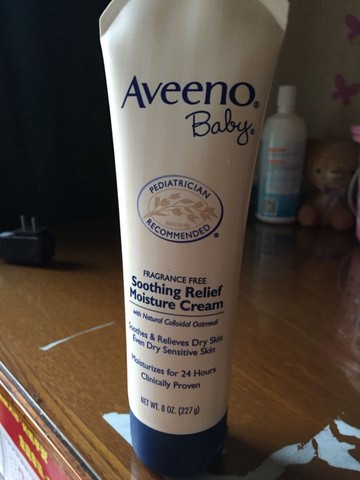 Aveeno®
Baby®
PEDIATRICIAN
RECOMMENDED®
FRAGRANCE FREE
Soothing Relief
Moisture Cream
with Natural Colloidal Oatmeal
Soothes & Relieves Dry Skin
Even Dry Sensitive Skin
Moisturizes for 24 Hours
Clinically Proven
NET WT. 8 OZ. (227g)